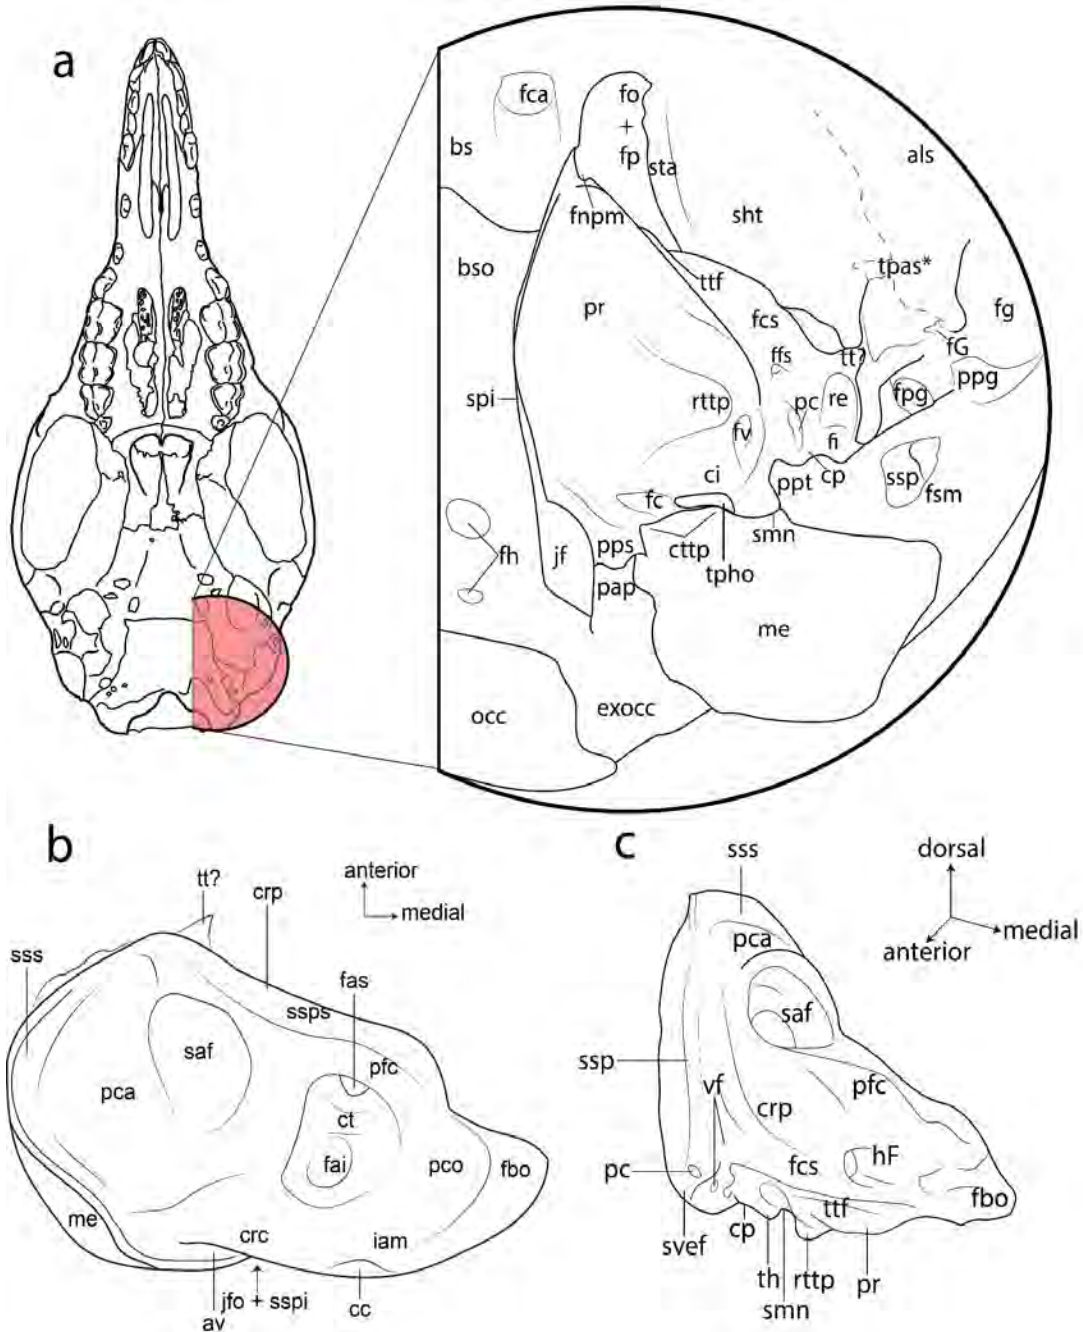 a
fca
fo
+
fp
bs
sta
als
fnpm
sht
bso
tpas*
ttf
pr
fcs
fg
fG
ffs
tt?
ppg
spi
rttp
pc
re
fpg
fv
fi
ci
ppt
cp
ssp
fsm
fc
smn
cttp
fh
jf
pps
tpho
pap
me
occ
exocc
b
anterior
medial
tt?
crp
sss
fas
ssps
saf
pfc
pca
ct
fai
pco
fbo
me
crc
iam
jfo + sspi
cc
av
c
sss
dorsal
pca
medial
anterior
saf
ssp
vf
pfc
crp
pc
fcs
hF
fbo
ttf
svef
cp
th
rttp
pr
smn